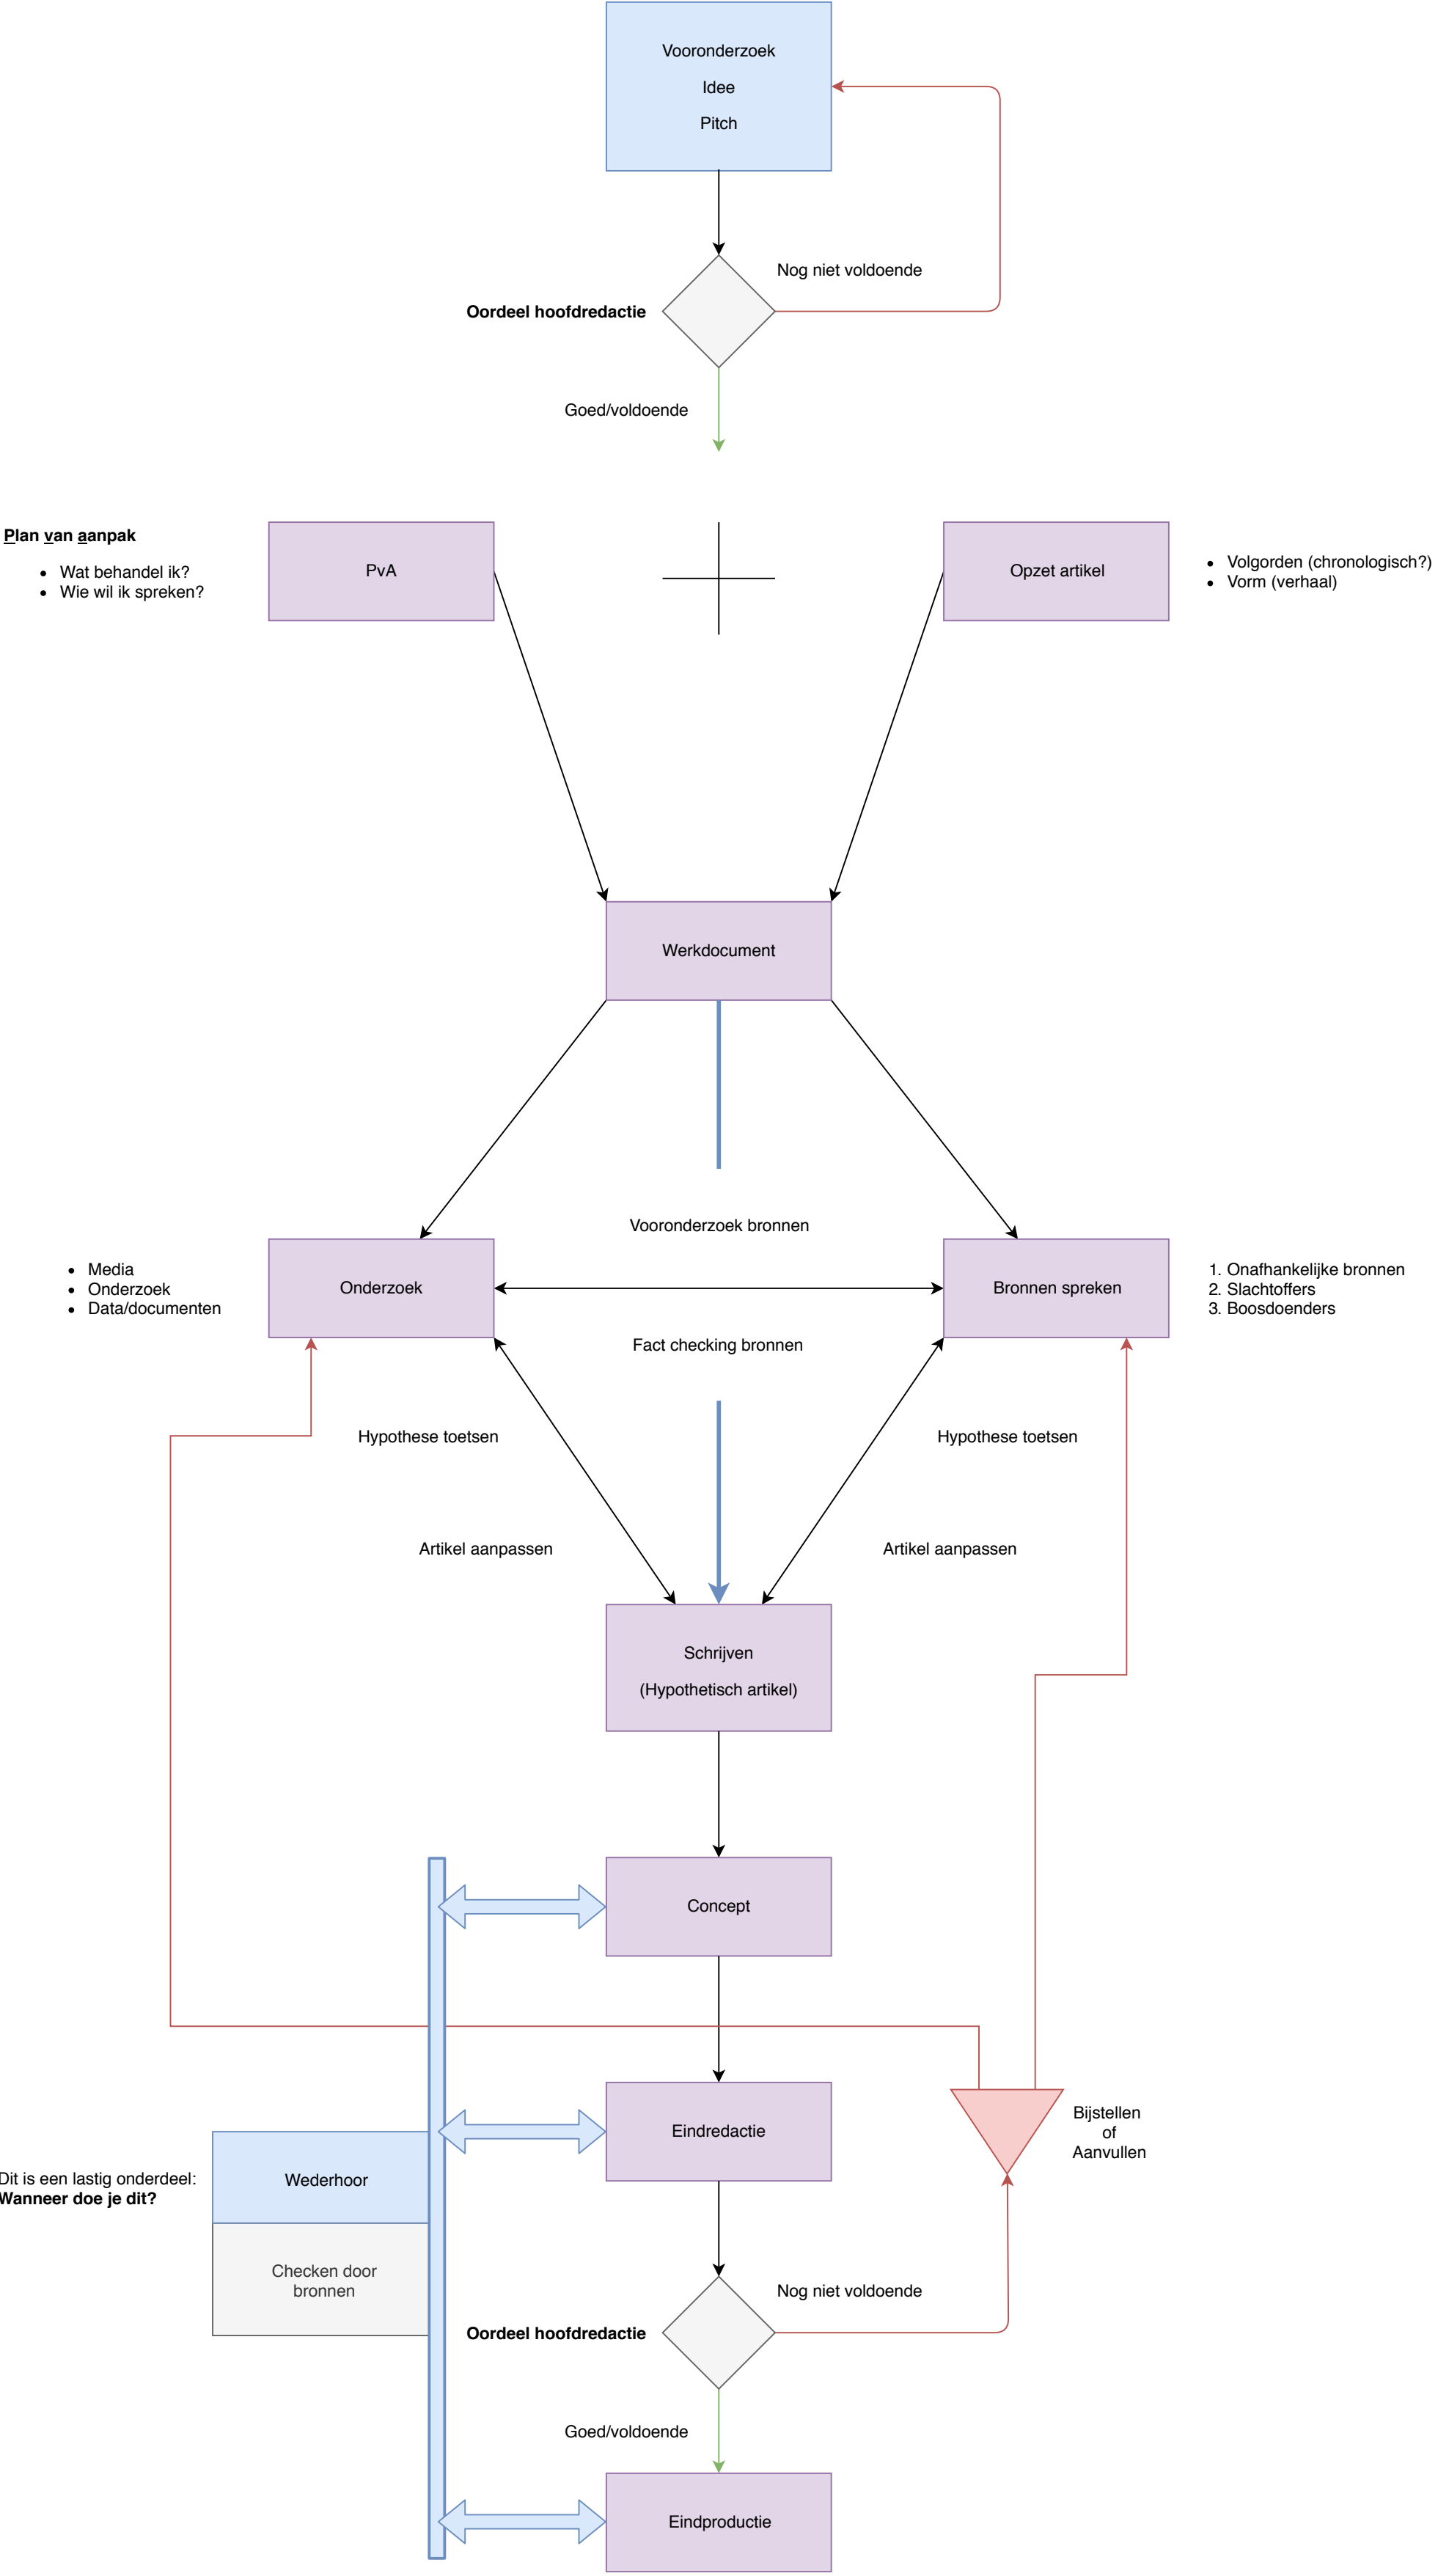 Vooronderzoek
Idee
Pitch
Nog niet voldoende
Oordeel hoofdredactie
Goed/voldoende
Plan van aanpak
• Wat behandel ik?
• Wie wil ik spreken?
PvA
Opzet artikel
• Volgorden (chronologisch?)
• Vorm (verhaal)
Werkdocument
Vooronderzoek bronnen
• Media
• Onderzoek
• Data/documenten
Onderzoek
Bronnen spreken
1. Onafhankelijke bronnen
2. Slachtoffers
3. Boosdoenders
Fact checking bronnen
Hypothese toetsen
Hypothese toetsen
Artikel aanpassen
Artikel aanpassen
Schrijven
(Hypothetisch artikel)
Concept
Eindredactie
Bijstellen
of
Aanvullen
Dit is een lastig onderdeel:
Wanneer doe je dit?
Wederhoor
Checken door
bronnen
Nog niet voldoende
Oordeel hoofdredactie
Goed/voldoende
Eindproductie